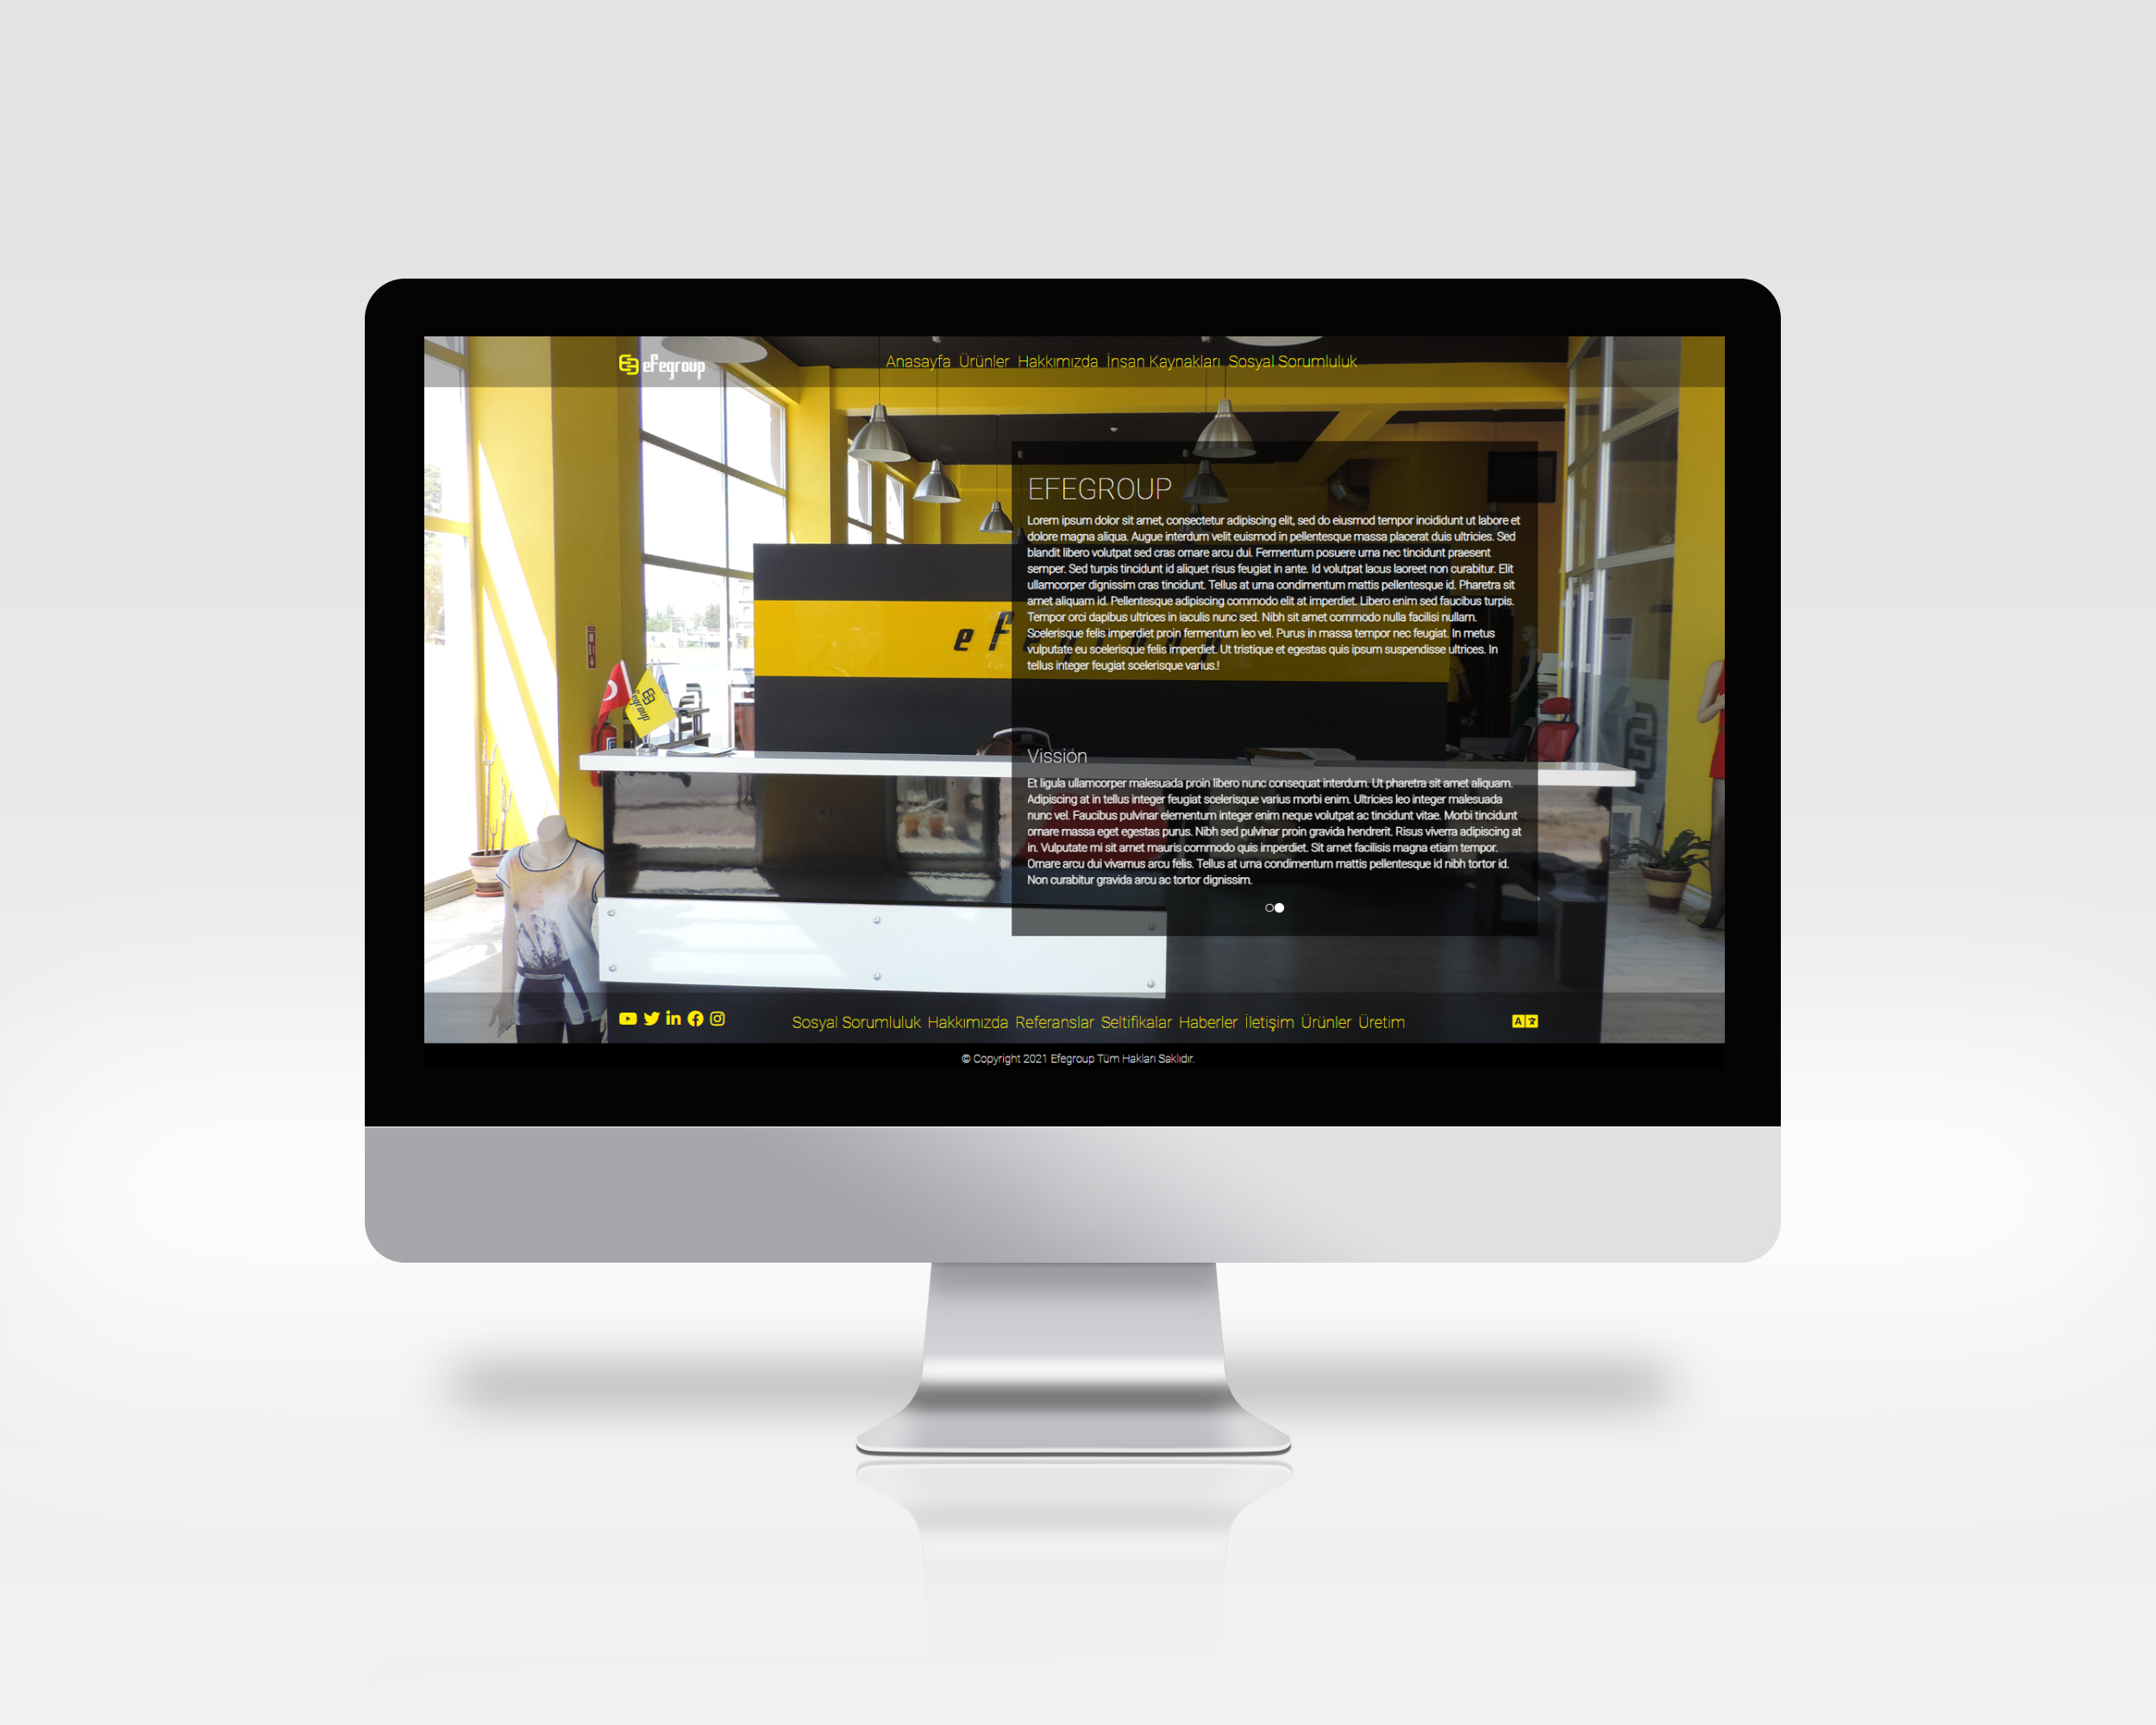 efegroup
Anasayfa Ürünler Hakkımızda İnsan Kaynakları Sosyal Sorumluluk
EFEGROUP
Lorem ipsum dolor sit amet, consectetur adipiscing elit, sed do eiusmod tempor incididunt ut labore et
dolore magna aliqua. Augue interdum velit euismod in pellentesque massa placerat duis ultricies. Sed
blandit libero volutpat sed cras ornare arcu dui. Fermentum posuere urna nec tincidunt praesent
semper. Sed turpis tincidunt id aliquet risus feugiat in ante. Id volutpat lacus laoreet non curabitur. Elit
ullamcorper dignissim cras tincidunt. Tellus at urna condimentum mattis pellentesque id. Pharetra sit
amet aliquam id. Pellentesque adipiscing commodo elit at imperdiet. Libero enim sed faucibus turpis.
Tempor orci dapibus ultrices in iaculis nunc sed. Nibh sit amet commodo nulla facilisi nullam.
Scelerisque felis imperdiet proin fermentum leo vel. Purus in massa tempor nec feugiat. In metus
vulputate eu scelerisque felis imperdiet. Ut tristique et egestas quis ipsum suspendisse ultrices. In
tellus integer feugiat scelerisque varius.!
efegroup
efegroup
Vission
Et ligula ullamcorper malesuada proin libero nunc consequat interdum. Ut pharetra sit amet aliquam.
Adipiscing at in tellus integer feugiat scelerisque varius morbi enim. Ultricies leo integer malesuada
nunc vel. Faucibus pulvinar elementum integer enim neque volutpat ac tincidunt vitae. Morbi tincidunt
ornare massa eget egestas purus. Nibh sed pulvinar proin gravida hendrerit. Risus viverra adipiscing at
in. Vulputate mi sit amet mauris commodo quis imperdiet. Sit amet facilisis magna etiam tempor.
Ornare arcu dui vivamus arcu felis. Tellus at urna condimentum mattis pellentesque id nibh tortor id.
Non curabitur gravida arcu ac tortor dignissim.
Sosyal Sorumluluk Hakkımızda Referanslar Seltifikalar Haberler İletişim Ürünler Üretim
© Copyright 2021 Efegroup Tüm Hakları Saklıdır.